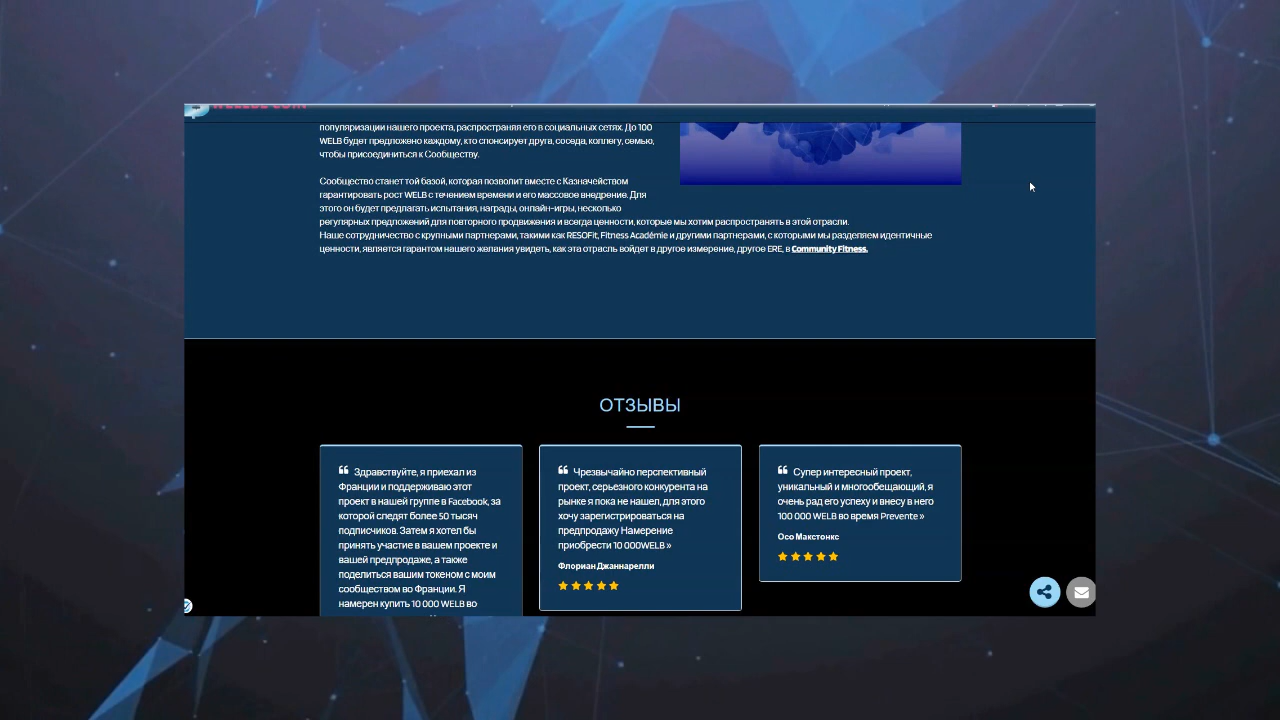 популяризации нашего проекта, распространяя его в социальных сетях. До 100
WELB будет предложено каждому, кто спонсирует друга, соседа, коллегу, семью,
чтобы присоединиться к Сообществу.
Сообщество станет той базой, которая позволит вместе с Казначейством
гарантировать рост WELB с течением времени и его массовое внедрение. Для
этого он будет предлагать испытания, награды, онлайн-игры, несколько
регулярных предложений для повторного продвижения и всегда ценности, которые мы хотим распространять в этой отрасли.
Наше сотрудничество с крупными партнерами, такими как RESOFit, Fitness Académie и другими партнерами, с которыми мы разделяем идентичные
ценности, является гарантом нашего желания увидеть, как эта отрасль войдет в другое измерение, другое ERE, в Community Fitness.
ОТЗЫВЫ
“ Здравствуйте, я приехал из
Франции и поддерживаю этот
проект в нашей группе в Facebook, за
которой следят более 50 тысяч
подписчиков. Затем я хотел бы
принять участие в вашем проекте и
вашей предпродаже, а также
поделиться вашим токеном с моим
сообществом во Франции. Я
намерен купить 10 000 WELB во
“ Чрезвычайно перспективный
проект, серьезного конкурента на
рынке я пока не нашел, для этого
хочу зарегистрироваться на
предпродажу Намерение
приобрести 10 000WELB »
Флориан Джаннарелли
“ Супер интересный проект,
уникальный и многообещающий, я
очень рад его успеху и внесу в него
100 000 WELB во время Prevente »
Осо Макстонкс